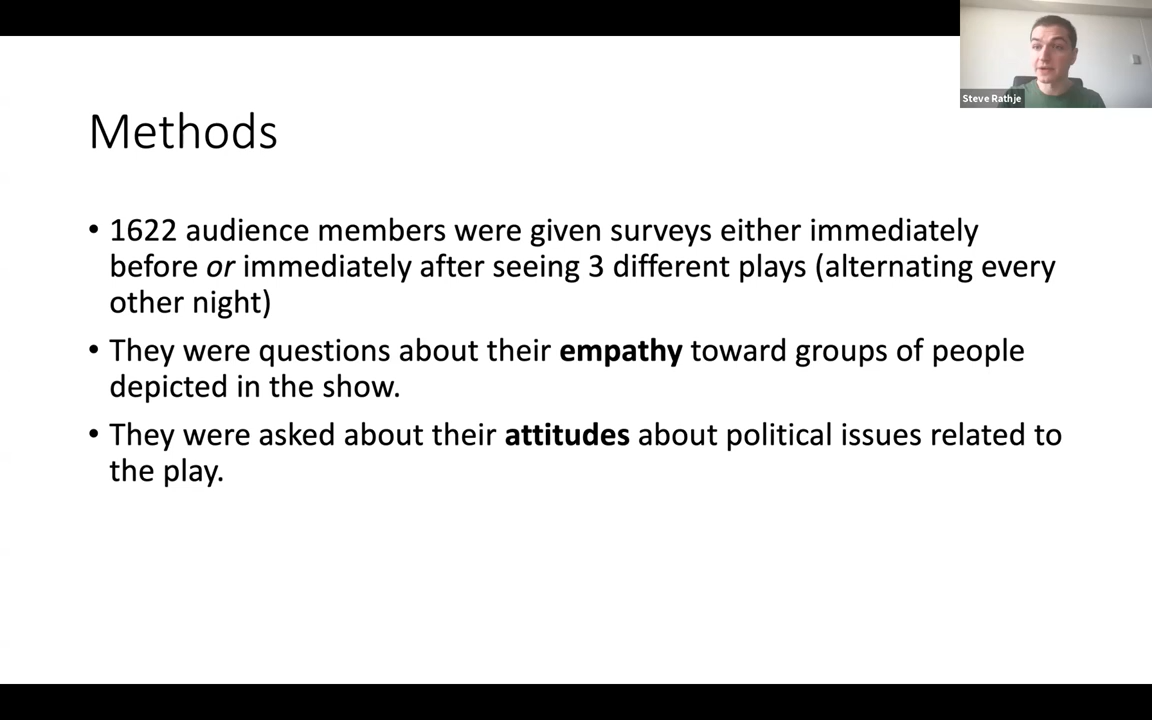 Steve Rathje
Methods
• 1622 audience members were given surveys either immediately
before or immediately after seeing 3 different plays (alternating every
other night)
• They were questions about their empathy toward groups of people
depicted in the show.
• They were asked about their attitudes about political issues related to
the play.